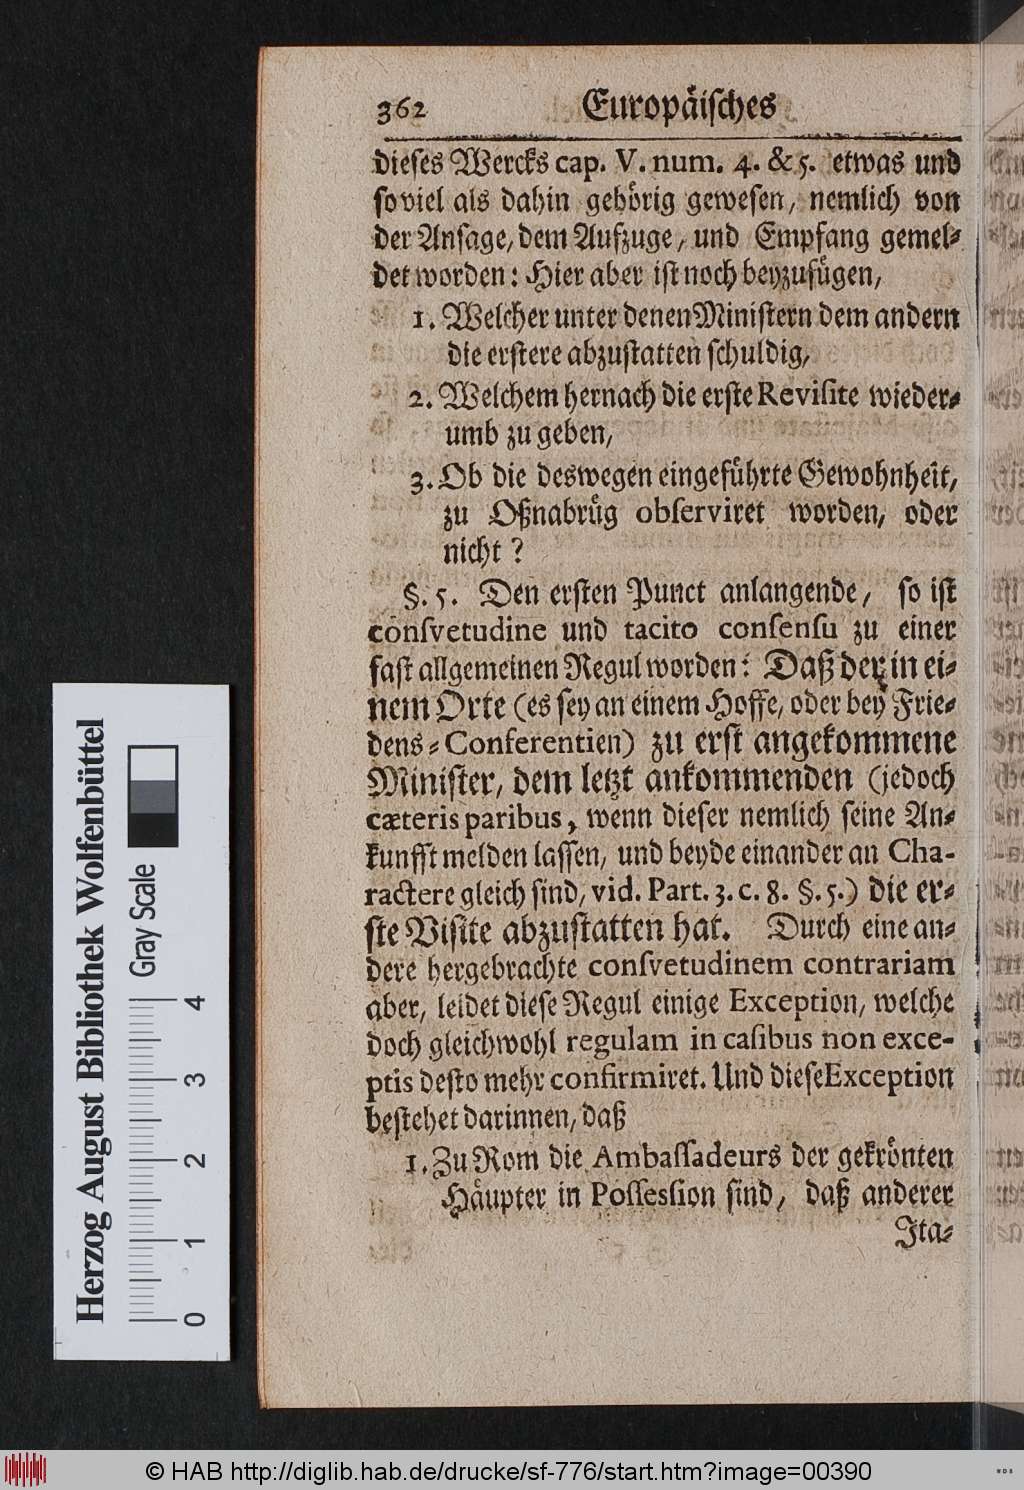 362 Europäisches
dieses Wercks cap. V. num. 4. & 5. etwas und
soviel als dahin gehörig gewesen, nemlich von
der Ansage, dem Aufzuge, und Empfang gemel-
det worden: Hier aber ist noch beyzufügen,
1. Welcher unter denen Ministern dem andern
die erstere abzustatten schuldig,
2. Welchem hernach die erste Revisite wieder-
umb zu geben,
3. Ob die deswegen eingeführte Gewohnheit,
zu Oßnabrüg observiret worden, oder
nicht?
§. 5. Den ersten Punct anlangende, so ist
consvetudine und tacito consensu zu einer
fast allgemeinen Regul worden: Daß der in ei-
nem Orte (es sey an einem Hoffe, oder bey Frie-
dens-Conferentien) zu erst angekommene
Minister, dem letzt ankommenden (jedoch
cæteris paribus, wenn dieser nemlich seine An-
kunfft melden lassen, und beyde einander an Cha-
ractere gleich sind, vid. Part. 3. c. 8. §. 5.) die er-
ste Visite abzustatten hat. Durch eine an-
dere hergebrachte consvetudinem contrariam
aber, leidet diese Regul einige Exception, welche
doch gleichwohl regulam in casibus non exce-
ptis desto mehr confirmiret. Und diese Exception
bestehet darinnen, daß
1. Zu Rom die Ambassadeurs der gekrönten
Häupter in Possession sind, daß anderer
Ita-
Herzog August Bibliothek Wolfenbüttel
Gray Scale
0 1 2 3 4
© HAB http://diglib.hab.de/drucke/sf-776/start.htm?image=00390
WDB